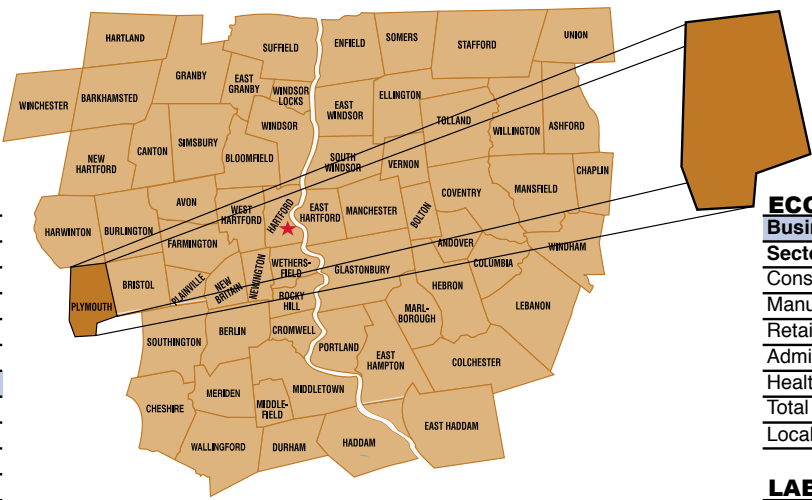 HARTLAND
SUFFIELD
ENFIELD
SOMERS
STAFFORD
UNION
WINCHESTER
BARKHAMSTED
GRANBY
EAST
GRANBY
WINDSOR
LOCKS
EAST
WINDSOR
ELLINGTON
TOLLAND
WILLINGTON
ASHFORD
NEW
HARTFORD
CANTON
SIMSBURY
BLOOMFIELD
WINDSOR
SOUTH
WINDSOR
VERNON
CHAPLIN
HARWINTON
BURLINGTON
AVON
FARMINGTON
WEST
HARTFORD
HARTFORD
EAST
HARTFORD
MANCHESTER
BOLTON
COVENTRY
MANSFIELD
ANDOVER
COLUMBIA
WINDHAM
PLYMOUTH
BRISTOL
PLAINVILLE
NEW
BRITAIN
NEWINGTON
WETHERS-
FIELD
ROCKY
HILL
GLASTONBURY
HEBRON
LEBANON
MARL-
BOROUGH
SOUTHINGTON
BERLIN
CROMWELL
PORTLAND
EAST
HAMPTON
COLCHESTER
CHESHIRE
MERIDEN
MIDDLE-
FIELD
MIDDLETOWN
WALLINGFORD
DURHAM
HADDAM
EAST HADDAM
ECO
Busin
Secto
Cons
Manu
Retai
Admi
Healt
Total
Local
LAB